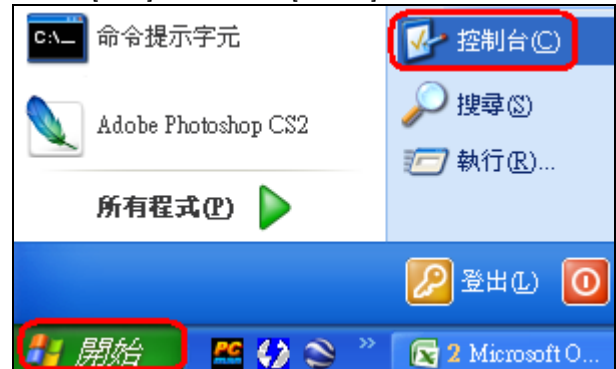 C:\_ 命令提示字元
Adobe Photoshop CS2
所有程式(P)
控制台(C)
搜尋(S)
執行(R)...
登出(L)
開始
2 Microsoft O...